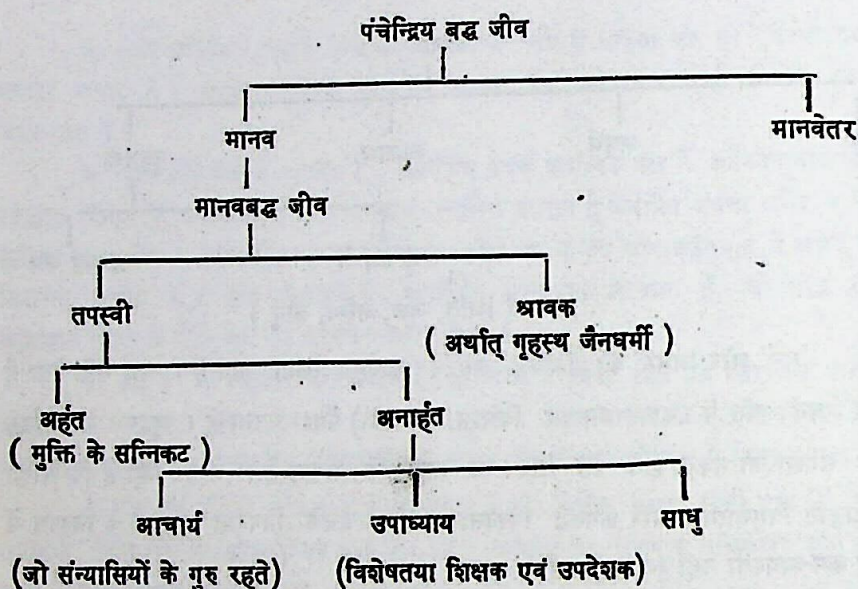 पंचेन्द्रिय बद्ध जीव
मानव मानवेतर
मानवबद्ध जीव
तपस्वी श्रावक
( अर्थात् गृहस्थ जैनधर्मी )
अर्हत अनार्हत
( मुक्ति के सन्निकट )
आचार्य उपाध्याय साधु
(जो संन्यासियों के गुरु रहते) (विशेषतया शिक्षक एवं उपदेशक)